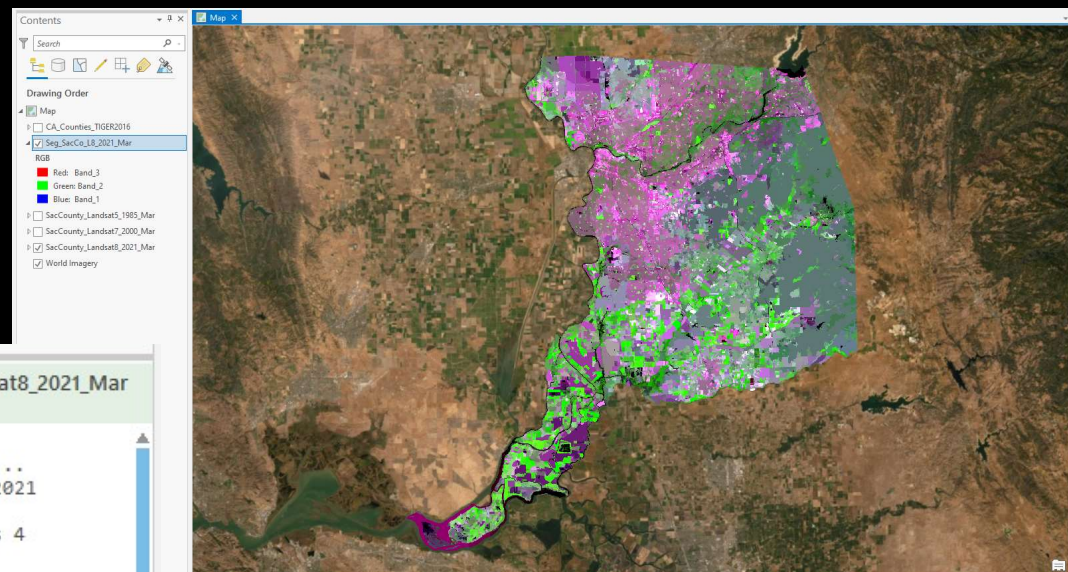 Contents
Map
Search
Drawing Order
Map
CA_Counties_TIGER2016
Seg_SacCo_L8_2021_Mar
RGB
Red: Band_3
Green: Band_2
Blue: Band_1
SacCounty_Landsat5_1985_Mar
SacCounty_Landsat7_2000_Mar
SacCounty_Landsat8_2021_Mar
World Imagery
at8_2021_Mar
..
2021
4